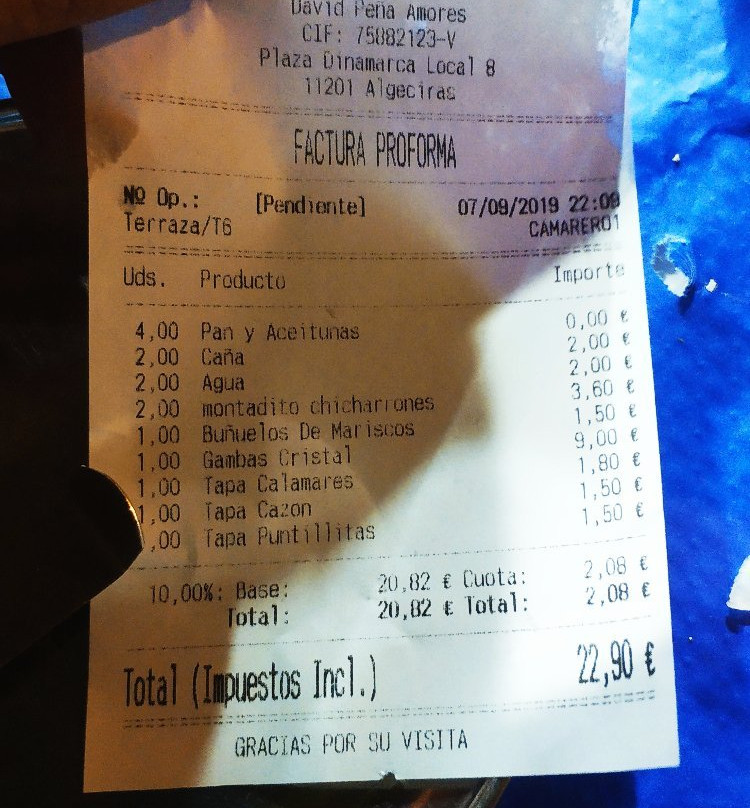 David Peña Amores
CIF: 75882123-V
Plaza Dinamarca Local 8
11201 Algeciras
FACTURA PROFORMA
Nº Op.: [Pendiente] 07/09/2019 22:09
Terraza/T6 CAMARERO1
Uds. Producto Importe
4,00 Pan y Aceitunas 0,00 €
2,00 Caña 2,00 €
2,00 Agua 2,00 €
2,00 montadito chicharrones 3,60 €
1,00 Buñuelos De Mariscos 1,50 €
1,00 Gambas Cristal 9,00 €
1,00 Tapa Calamares 1,80 €
1,00 Tapa Cazon 1,50 €
,00 Tapa Puntillitas 1,50 €
10,00%: Base: 20,82 € Cuota: 2,08 €
Total: 20,82 € Total: 2,08 €
Total (Impuestos Incl.) 22,90 €
GRACIAS POR SU VISITA